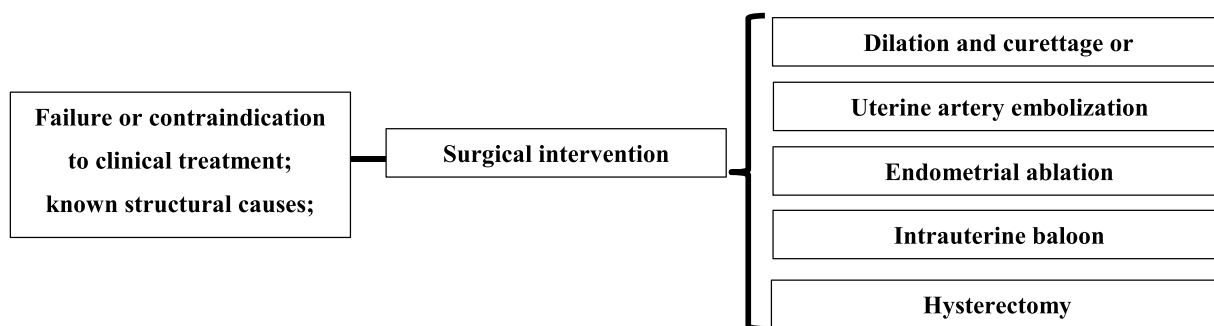 Failure or contraindication
to clinical treatment;
known structural causes;
Surgical intervention
Dilation and curettage or
Uterine artery embolization
Endometrial ablation
Intrauterine baloon
Hysterectomy